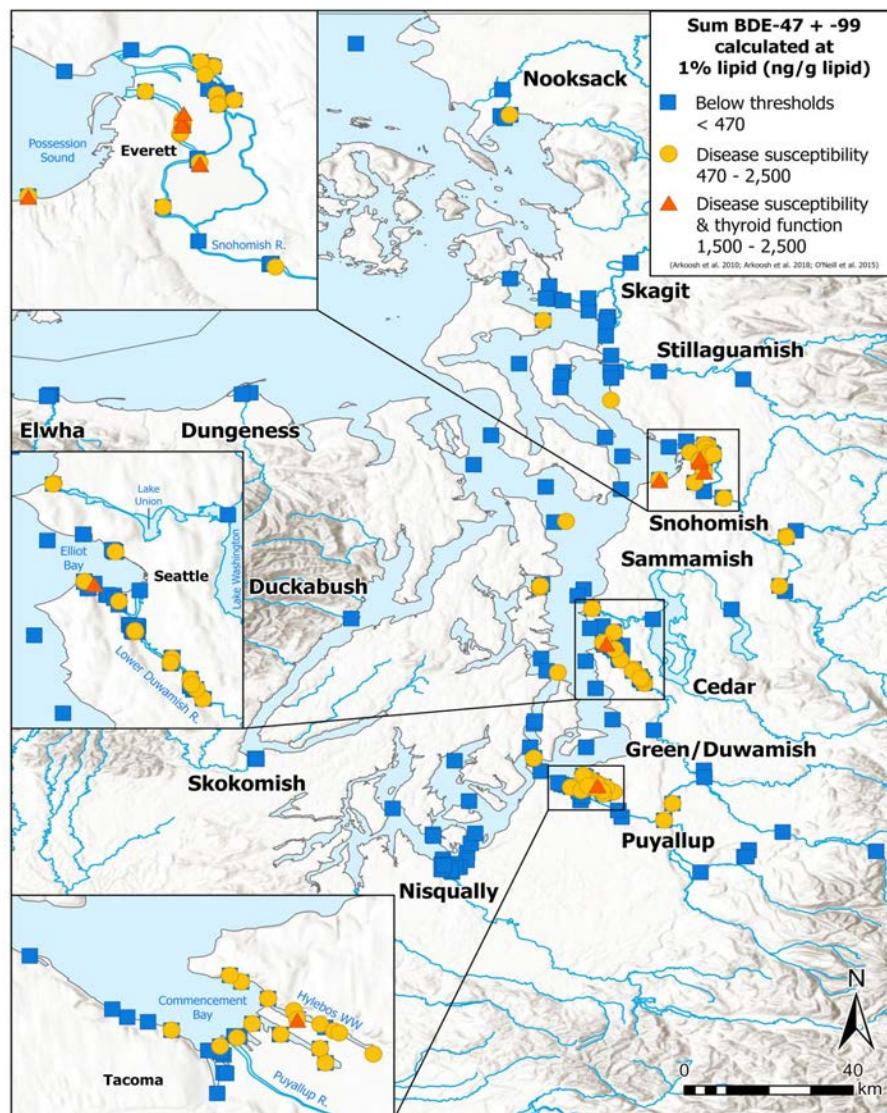 Sum BDE-47 + -99
calculated at
1% lipid (ng/g lipid)
Below thresholds
< 470
Disease susceptibility
470 - 2,500
Disease susceptibility
& thyroid function
1,500 - 2,500
(Arkoosh et al. 2010; Arkoosh et al. 2018; O'Neill et al. 2015)
Possession
Sound
Everett
Snohomish R.
Nooksack
Skagit
Stillaguamish
Elwha
Dungeness
Snohomish
Sammamish
Lake
Union
Elliot
Bay
Seattle
Lake Washington
Lower Duwamish R.
Duckabush
Cedar
Green/Duwamish
Skokomish
Puyallup
Nisqually
Commencement
Bay
Hylebos WW
Tacoma
Puyallup R.
N
0
40
km